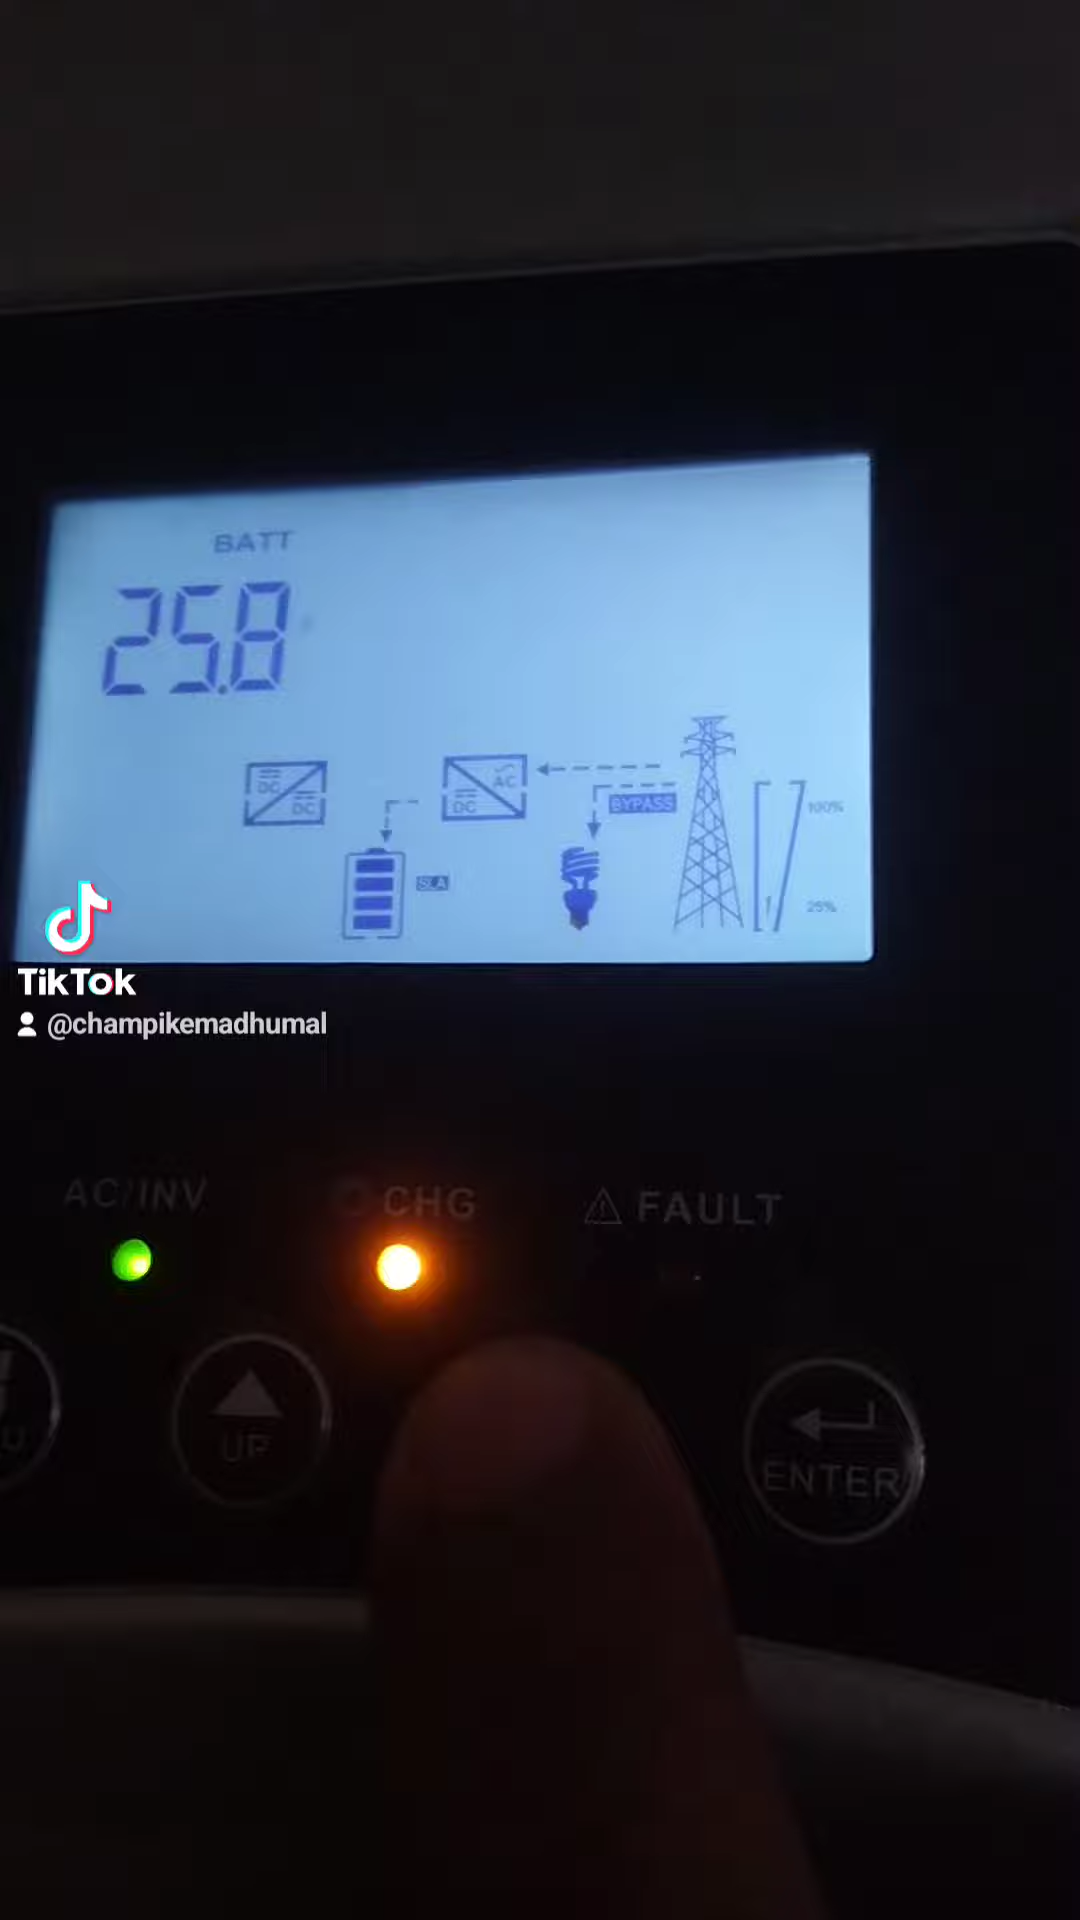 BATT
25.8
DC
DC
AC
DC
BYPASS
100%
SLA
25%
TikTok
@champikemadhumal
AC/INV
CHG
⚠ FAULT
U
UP
ENTER